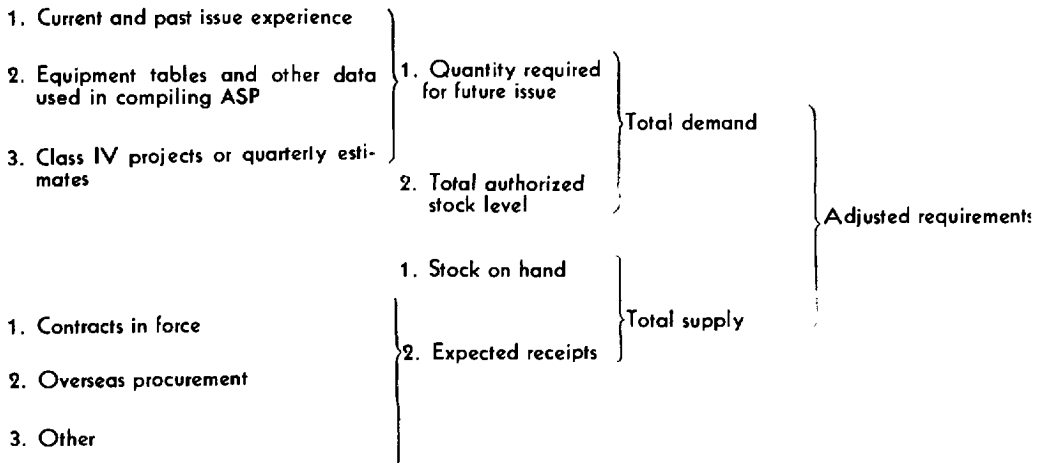 1. Current and past issue experience
2. Equipment tables and other data
used in compiling ASP
3. Class IV projects or quarterly esti-
mates
1. Quantity required
for future issue
2. Total authorized
stock level
Total demand
1. Contracts in force
2. Overseas procurement
3. Other
1. Stock on hand
2. Expected receipts
Total supply
Adjusted requirements